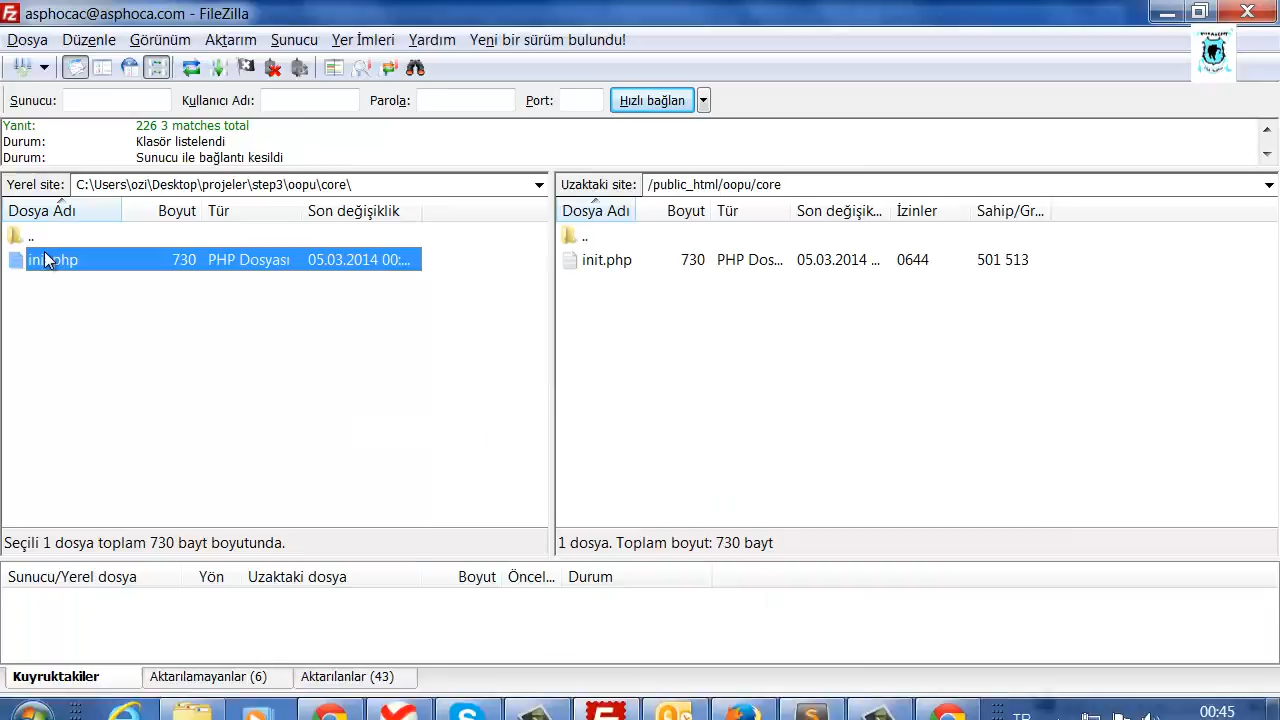 asphocac@asphoca.com - FileZilla
Dosya Düzenle Görünüm Aktarım Sunucu Yer İmleri Yardım Yeni bir sürüm bulundu!
Sunucu: Kullanıcı Adı: Parola: Port: Hızlı bağlan
Yanıt: 226 3 matches total
Durum: Klasör listelendi
Durum: Sunucu ile bağlantı kesildi
Yerel site: C:\Users\ozi\Desktop\projeler\step3\oopu\core\
Uzaktaki site: /public_html/oopu/core
Dosya Adı Boyut Tür Son değişiklik
Dosya Adı Boyut Tür Son değişik... İzinler Sahip/Gr...
..
..
init.php 730 PHP Dosyası 05.03.2014 00:...
init.php 730 PHP Dos... 05.03.2014 ... 0644 501 513
Seçili 1 dosya toplam 730 bayt boyutunda.
1 dosya. Toplam boyut: 730 bayt
Sunucu/Yerel dosya Yön Uzaktaki dosya Boyut Öncel... Durum
Kuyruktakiler Aktarılamayanlar (6) Aktarılanlar (43)
TR 00:45